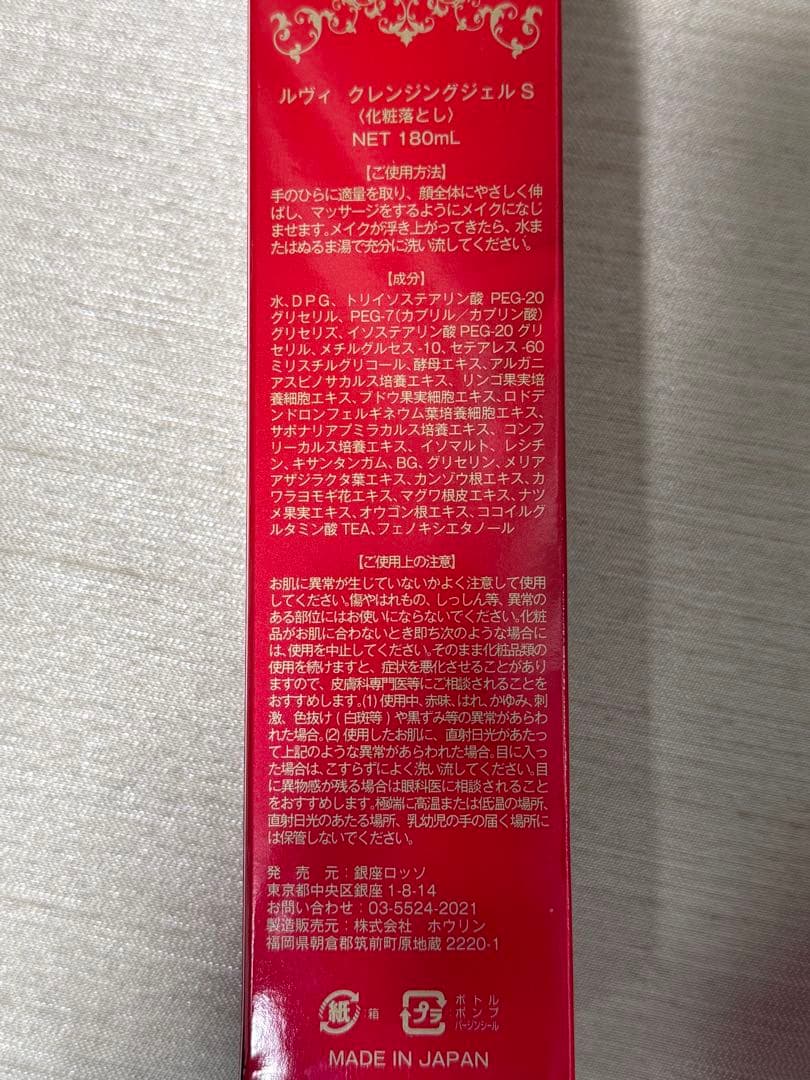 ルヴィ クレンジングジェル S
〈化粧落とし〉
NET 180mL
【ご使用方法】
手のひらに適量を取り、顔全体にやさしく伸
ばし、マッサージをするようにメイクになじ
ませます。メイクが浮き上がってきたら、水ま
たはぬるま湯で充分に洗い流してください。
【成分】
水、DPG、トリイソステアリン酸 PEG-20
グリセリル、PEG-7(カプリル／カプリン酸)
グリセリズ、イソステアリン酸 PEG-20 グリ
セリル、メチルグルセス -10、セテアレス -60
ミリスチルグリコール、酵母エキス、アルガニ
アスピノサカルス培養エキス、リンゴ果実培
養細胞エキス、ブドウ果実細胞エキス、ロドデ
ンドロンフェルギネウム葉培養細胞エキス、
サポナリアプミラカルス培養エキス、コンフ
リーカルス培養エキス、イソマルト、レシチ
ン、キサンタンガム、BG、グリセリン、メリア
アザジラクタ葉エキス、カンゾウ根エキス、カ
ワラヨモギ花エキス、マグワ根皮エキス、ナツ
メ果実エキス、オウゴン根エキス、ココイルグ
ルタミン酸 TEA、フェノキシエタノール
【ご使用上の注意】
お肌に異常が生じていないかよく注意して使用
してください。傷やはれもの、しっしん等、異常の
ある部位にはお使いにならないでください。化粧
品がお肌に合わないとき即ち次のような場合に
は、使用を中止してください。そのまま化粧品類の
使用を続けますと、症状を悪化させることがあり
ますので、皮膚科専門医等にご相談されることを
おすすめします。(1) 使用中、赤味、はれ、かゆみ、刺
激、色抜け ( 白斑等 ) や黒ずみ等の異常があらわ
れた場合。(2) 使用したお肌に、直射日光があたっ
て上記のような異常があらわれた場合。目に入っ
た場合は、こすらずによく洗い流してください。目
に異物感が残る場合は眼科医に相談されること
をおすすめします。極端に高温または低温の場所、
直射日光のあたる場所、乳幼児の手の届く場所に
は保管しないでください。
発 売 元：銀座ロッソ
東京都中央区銀座 1-8-14
お問い合わせ：03-5524-2021
製造販売元：株式会社 ホウリン
福岡県朝倉郡筑前町原地蔵 2220-1
紙 箱
プラ ボトル
ポンプ
バージンシール
MADE IN JAPAN